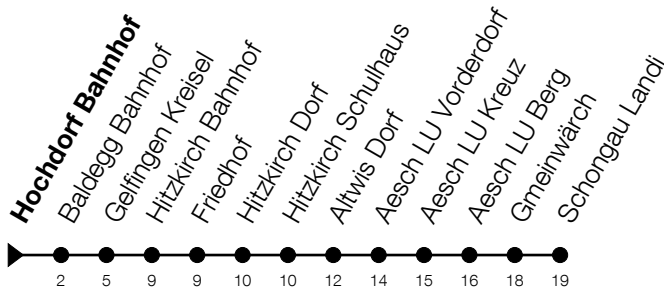 Hochdorf Bahnhof
Baldegg Bahnhof
Gelfingen Kreisel
Hitzkirch Bahnhof
Friedhof
Hitzkirch Dorf
Hitzkirch Schulhaus
Altwis Dorf
Aesch LU Vorderdorf
Aesch LU Kreuz
Aesch LU Berg
Gmeinwärch
Schongau Landi
2 5 9 9 10 10 12 14 15 16 18 19